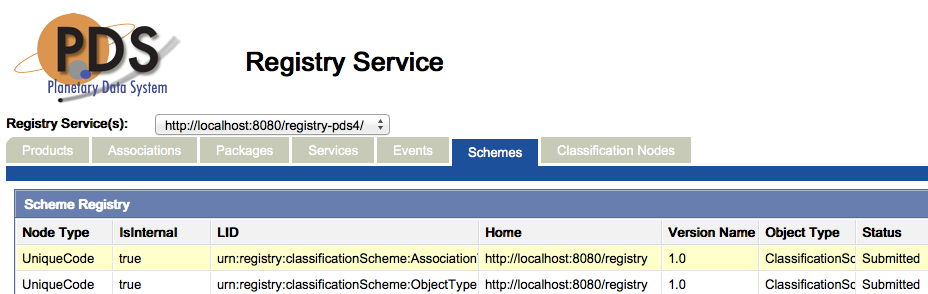 PDS
Planetary Data System
Registry Service
Registry Service(s): http://localhost:8080/registry-pds4/
Products Associations Packages Services Events Schemes Classification Nodes
Scheme Registry
Node Type IsInternal LID Home Version Name Object Type Status
UniqueCode true urn:registry:classificationScheme:Association http://localhost:8080/registry 1.0 ClassificationSc Submitted
UniqueCode true urn:registry:classificationScheme:ObjectType http://localhost:8080/registry 1.0 ClassificationSc Submitted